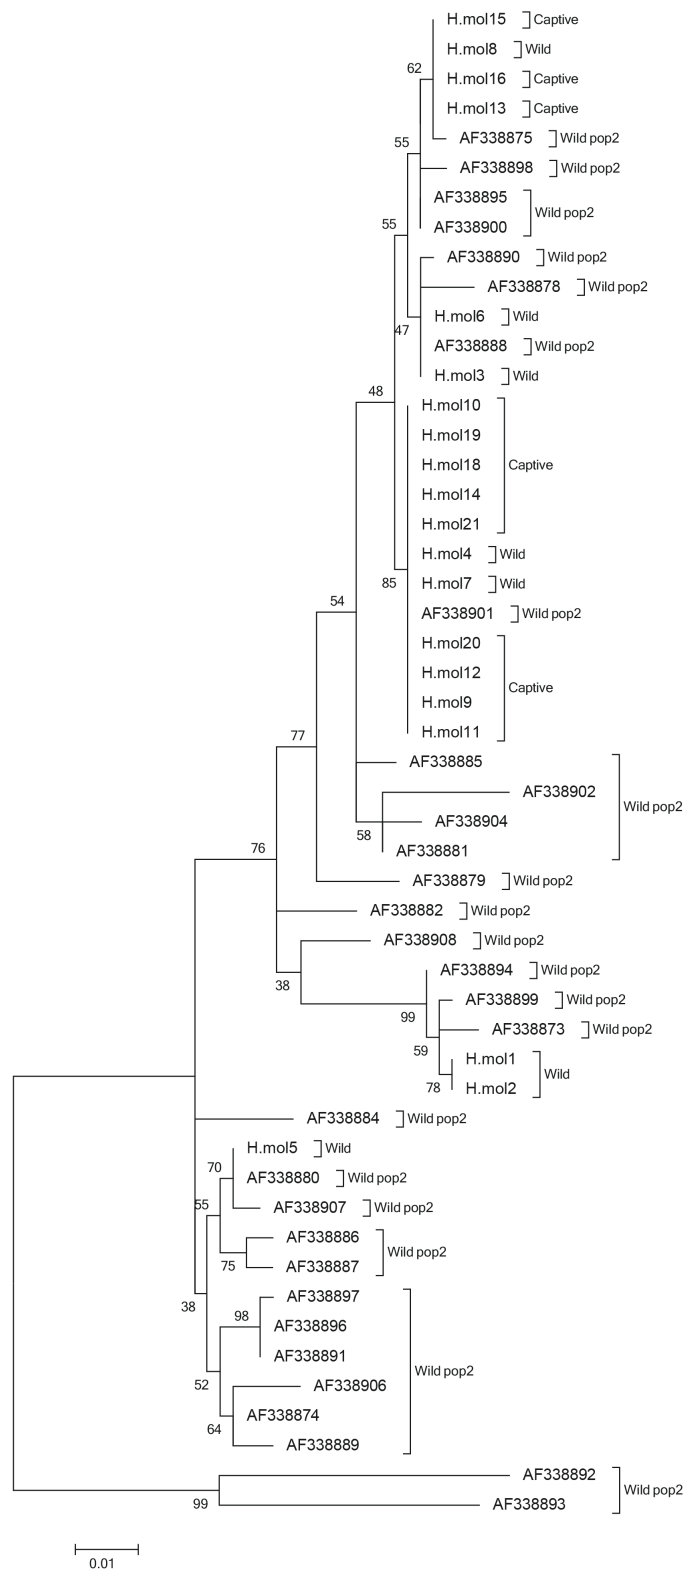 H.mol15 Captive
H.mol8 Wild
62
H.mol16 Captive
H.mol13 Captive
AF338875 Wild pop2
55
AF338898 Wild pop2
AF338895
Wild pop2
AF338900
55
AF338890 Wild pop2
AF338878 Wild pop2
H.mol6 Wild
47
AF338888 Wild pop2
H.mol3 Wild
48
H.mol10
H.mol19
H.mol18 Captive
H.mol14
H.mol21
H.mol4 Wild
85
H.mol7 Wild
54
AF338901 Wild pop2
H.mol20
H.mol12
Captive
H.mol9
H.mol11
77
AF338885
AF338902
Wild pop2
AF338904
58
AF338881
76
AF338879 Wild pop2
AF338882 Wild pop2
AF338908 Wild pop2
AF338894 Wild pop2
38
AF338899 Wild pop2
99
AF338873 Wild pop2
59
H.mol1
Wild
78
H.mol2
AF338884 Wild pop2
H.mol5 Wild
70
AF338880 Wild pop2
55
AF338907 Wild pop2
AF338886
Wild pop2
75
AF338887
AF338897
38
98
AF338896
AF338891
Wild pop2
52
AF338906
AF338874
64
AF338889
AF338892
Wild pop2
99
AF338893
0.01